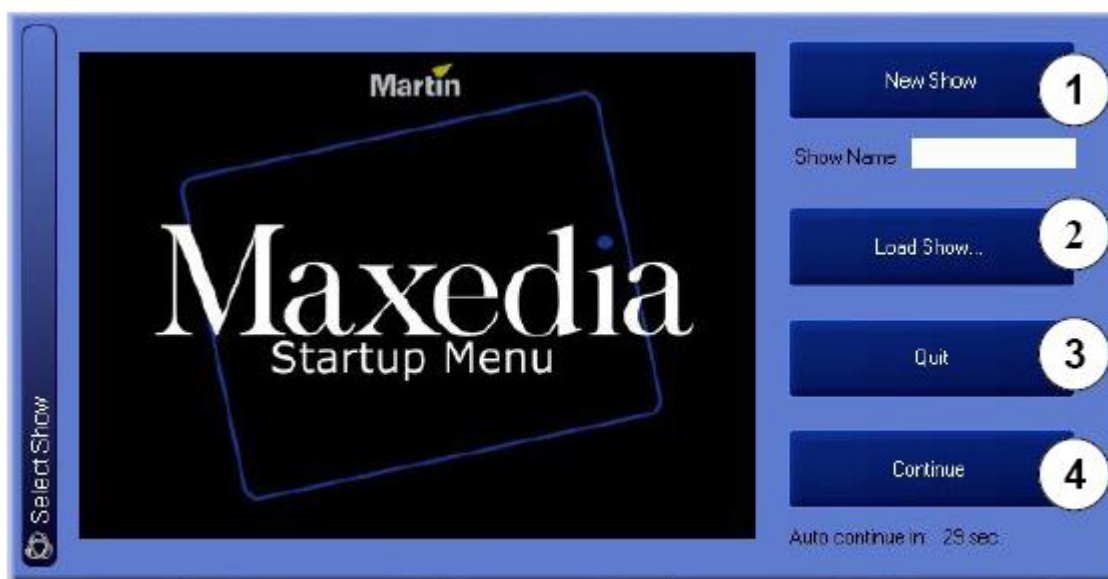 Select Show
Martin
Maxedia
Startup Menu
New Show
1
Show Name
Load Show...
2
Quit
3
Continue
4
Auto continue in: 29 sec.